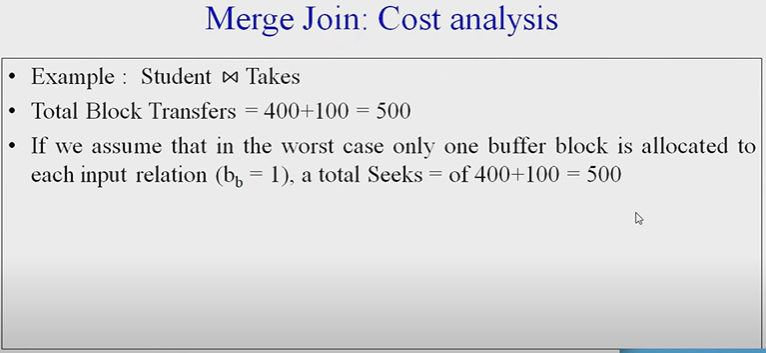 Merge Join: Cost analysis
• Example : Student ⋈ Takes
• Total Block Transfers = 400+100 = 500
• If we assume that in the worst case only one buffer block is allocated to
each input relation (b_b = 1), a total Seeks = of 400+100 = 500